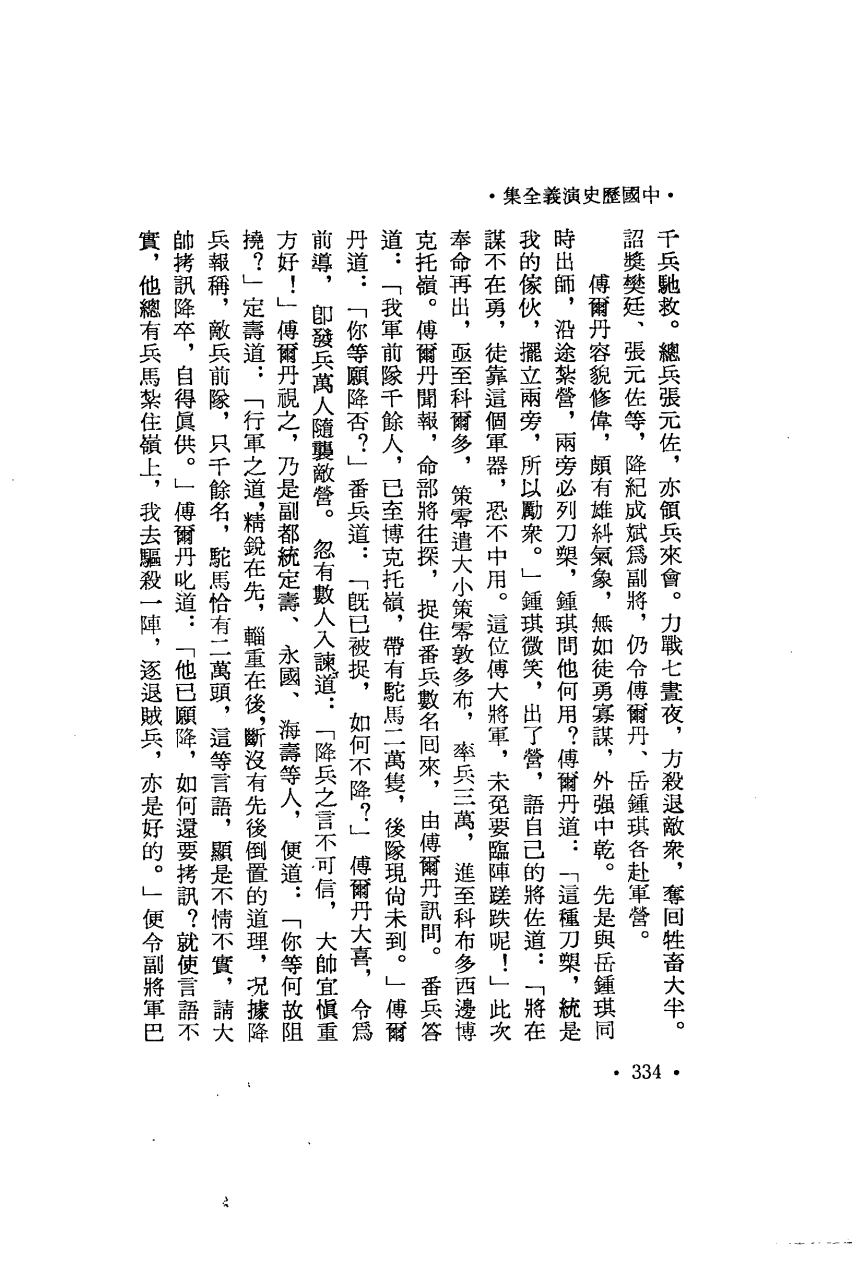 •中國歷史演義全集•
千兵馳救。總兵張元佐，亦領兵來會。力戰七晝夜，方殺退敵衆，奪回牲畜大半。
詔獎樊廷、張元佐等，降紀成斌爲副將，仍令傅爾丹、岳鍾琪各赴軍營。
傅爾丹容貌修偉，頗有雄糾氣象，無如徒勇寡謀，外强中乾。先是與岳鍾琪同
時出師，沿途紮營，兩旁必列刀槊，鍾琪問他何用？傅爾丹道：「這種刀槊，統是
我的傢伙，擺立兩旁，所以勵衆。」鍾琪微笑，出了營，語自己的將佐道：「將在
謀不在勇，徒靠這個軍器，恐不中用。這位傅大將軍，未免要臨陣蹉跌呢！」此次
奉命再出，亟至科爾多，策零遣大小策零敦多布，率兵三萬，進至科布多西邊博
克托嶺。傅爾丹聞報，命部將往探，捉住番兵數名回來，由傅爾丹訊問。番兵答
道：「我軍前隊千餘人，已至博克托嶺，帶有駝馬二萬隻，後隊現尙未到。」傅爾
丹道：「你等願降否？」番兵道：「旣已被捉，如何不降？」傅爾丹大喜，令爲
前導，卽發兵萬人隨襲敵營。忽有數人入諫道：「降兵之言不可信，大帥宜愼重
方好！」傅爾丹視之，乃是副都統定壽、永國、海壽等人，便道：「你等何故阻
撓？」定壽道：「行軍之道，精銳在先，輜重在後，斷沒有先後倒置的道理，況據降
兵報稱，敵兵前隊，只千餘名，駝馬恰有二萬頭，這等言語，顯是不情不實，請大
帥拷訊降卒，自得眞供。」傅爾丹叱道：「他已願降，如何還要拷訊？就使言語不
實，他總有兵馬紮住嶺上，我去驅殺一陣，逐退賊兵，亦是好的。」便令副將軍巴
•334•